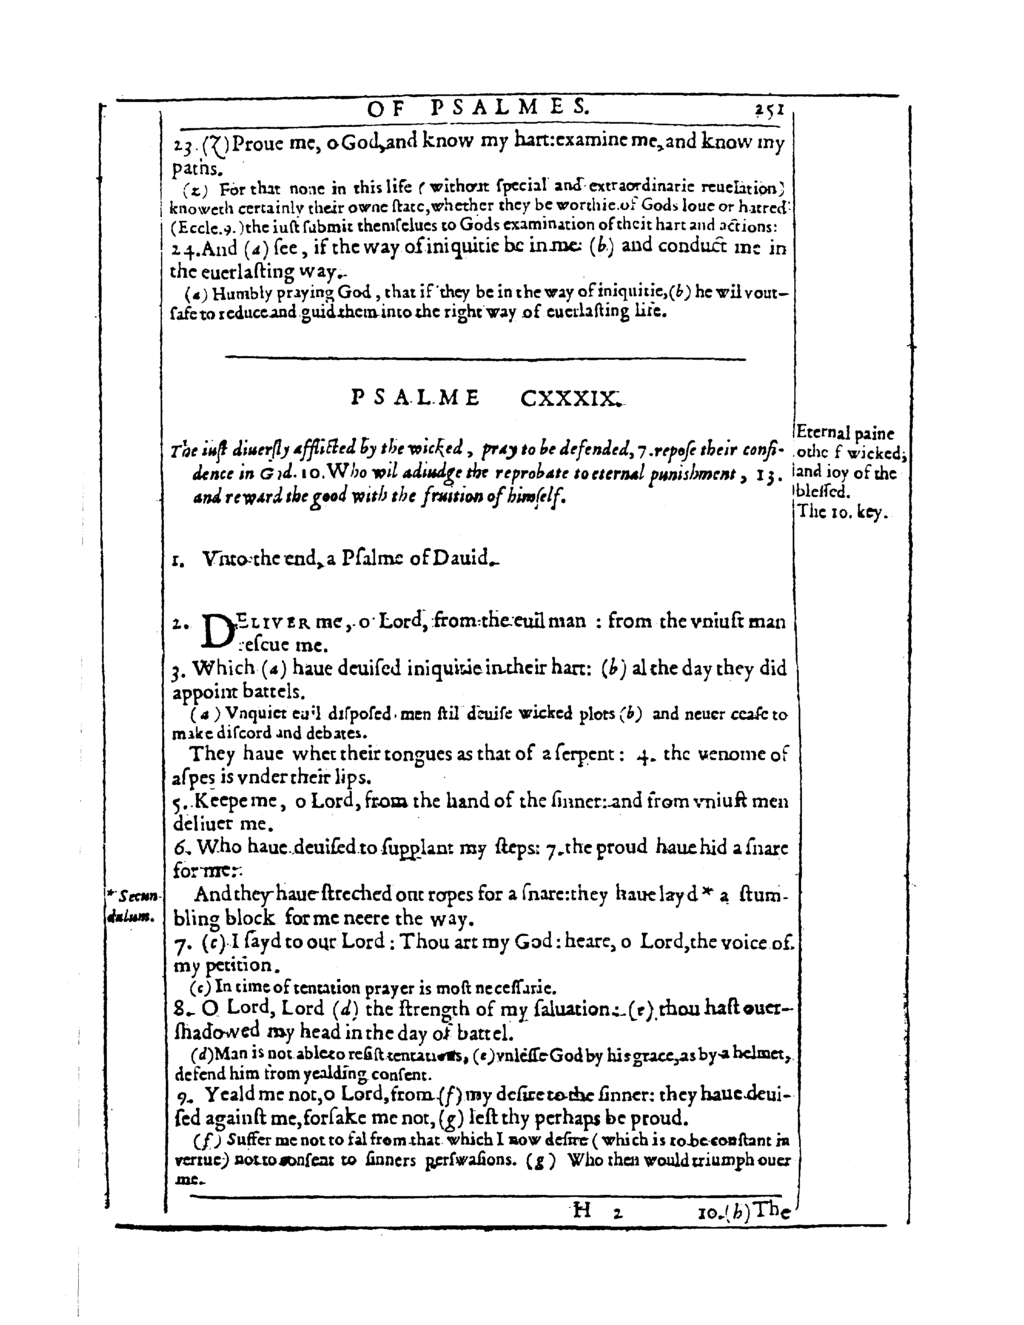 OF PSALMES. 251
23. (ζ) Proue me, o God, and know my hart: examine me, and know my
paths.
(z) For that none in this life (without special and extraordinarie reuelation)
knoweth certainly their owne state, whether they be worthie of Gods loue or hatred
(Eccle. 9.) the iust submit themselues to Gods examination of their hart and actions:
24. And (a) see, if the way of iniquitie be in me: (b) and conduct me in
the euerlasting way.
(a) Humbly praying God, that if they be in the way of iniquitie, (b) he wil vout-
safe to reduce and guid them into the right way of euerlasting life.
PSALME CXXXIX.
The iust diuersly afflicted by the wicked, pray to be defended, 7. repose their confi-
dence in God. 10. Who wil adiudge the reprobate to eternal punishment, 13.
and reward the good with the fruition of himself.
Eternal paine
othe f wicked;
and ioy of the
blessed.
The 10. key.
1. Vnto the end, a Psalme of Dauid.
2. DELIVER me, o Lord, from the euil man : from the vniust man
rescue me.
3. Which (a) haue deuised iniquitie in their hart: (b) al the day they did
appoint battels.
(a) Vnquiet euil disposed men stil deuise wicked plots (b) and neuer cease to
make discord and debates.
They haue whet their tongues as that of a serpent : 4. the venome of
aspes is vnder their lips.
5. Keepe me, o Lord, from the hand of the sinner: and from vniust men
deliuer me.
6. Who haue deuised to supplant my steps: 7. the proud haue hid a snare
for me:
And they haue streched out ropes for a snare: they haue layd * a stum-
bling block for me neere the way.
* Secun-
dalum.
7. (c) I sayd to our Lord : Thou art my God: heare, o Lord, the voice of
my petition.
(c) In time of tentation prayer is most necessarie.
8. O Lord, Lord (d) the strength of my saluation: (e) thou hast ouer-
shadowed my head in the day of battel.
(d) Man is not able to resist tentations, (e) vnlesse God by his grace, as by a helmet,
defend him from yealding consent.
9. Yeald me not, o Lord, from (f) my desire to the sinner: they haue deui-
sed against me, forsake me not, (g) lest thy perhaps be proud.
(f) Suffer me not to fal from that which I now desire (which is to be constant in
vertue) not to consent to sinners perswasions. (g) Who then would triumph ouer
me.
H 2 10. (h) The